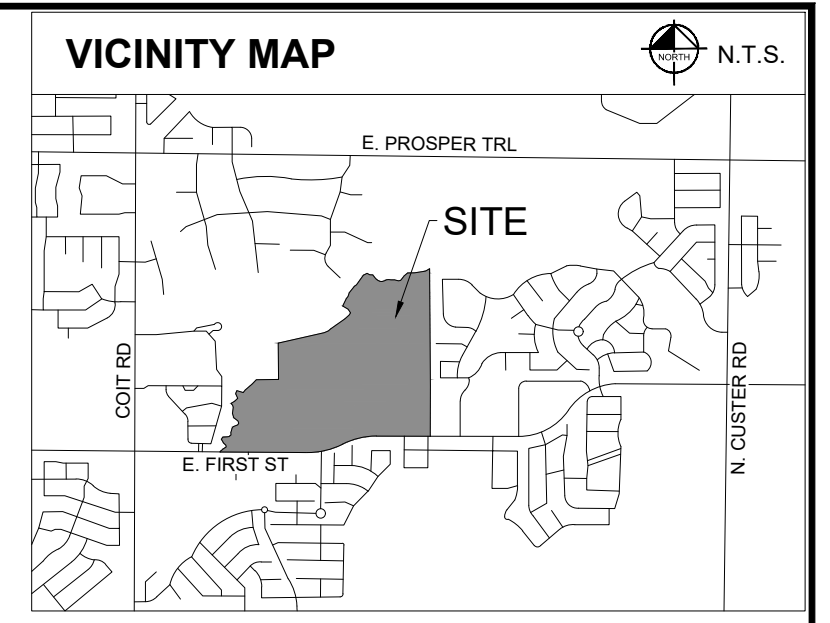 VICINITY MAP
NORTH
N.T.S.
E. PROSPER TRL
SITE
COIT RD
N. CUSTER RD
E. FIRST ST